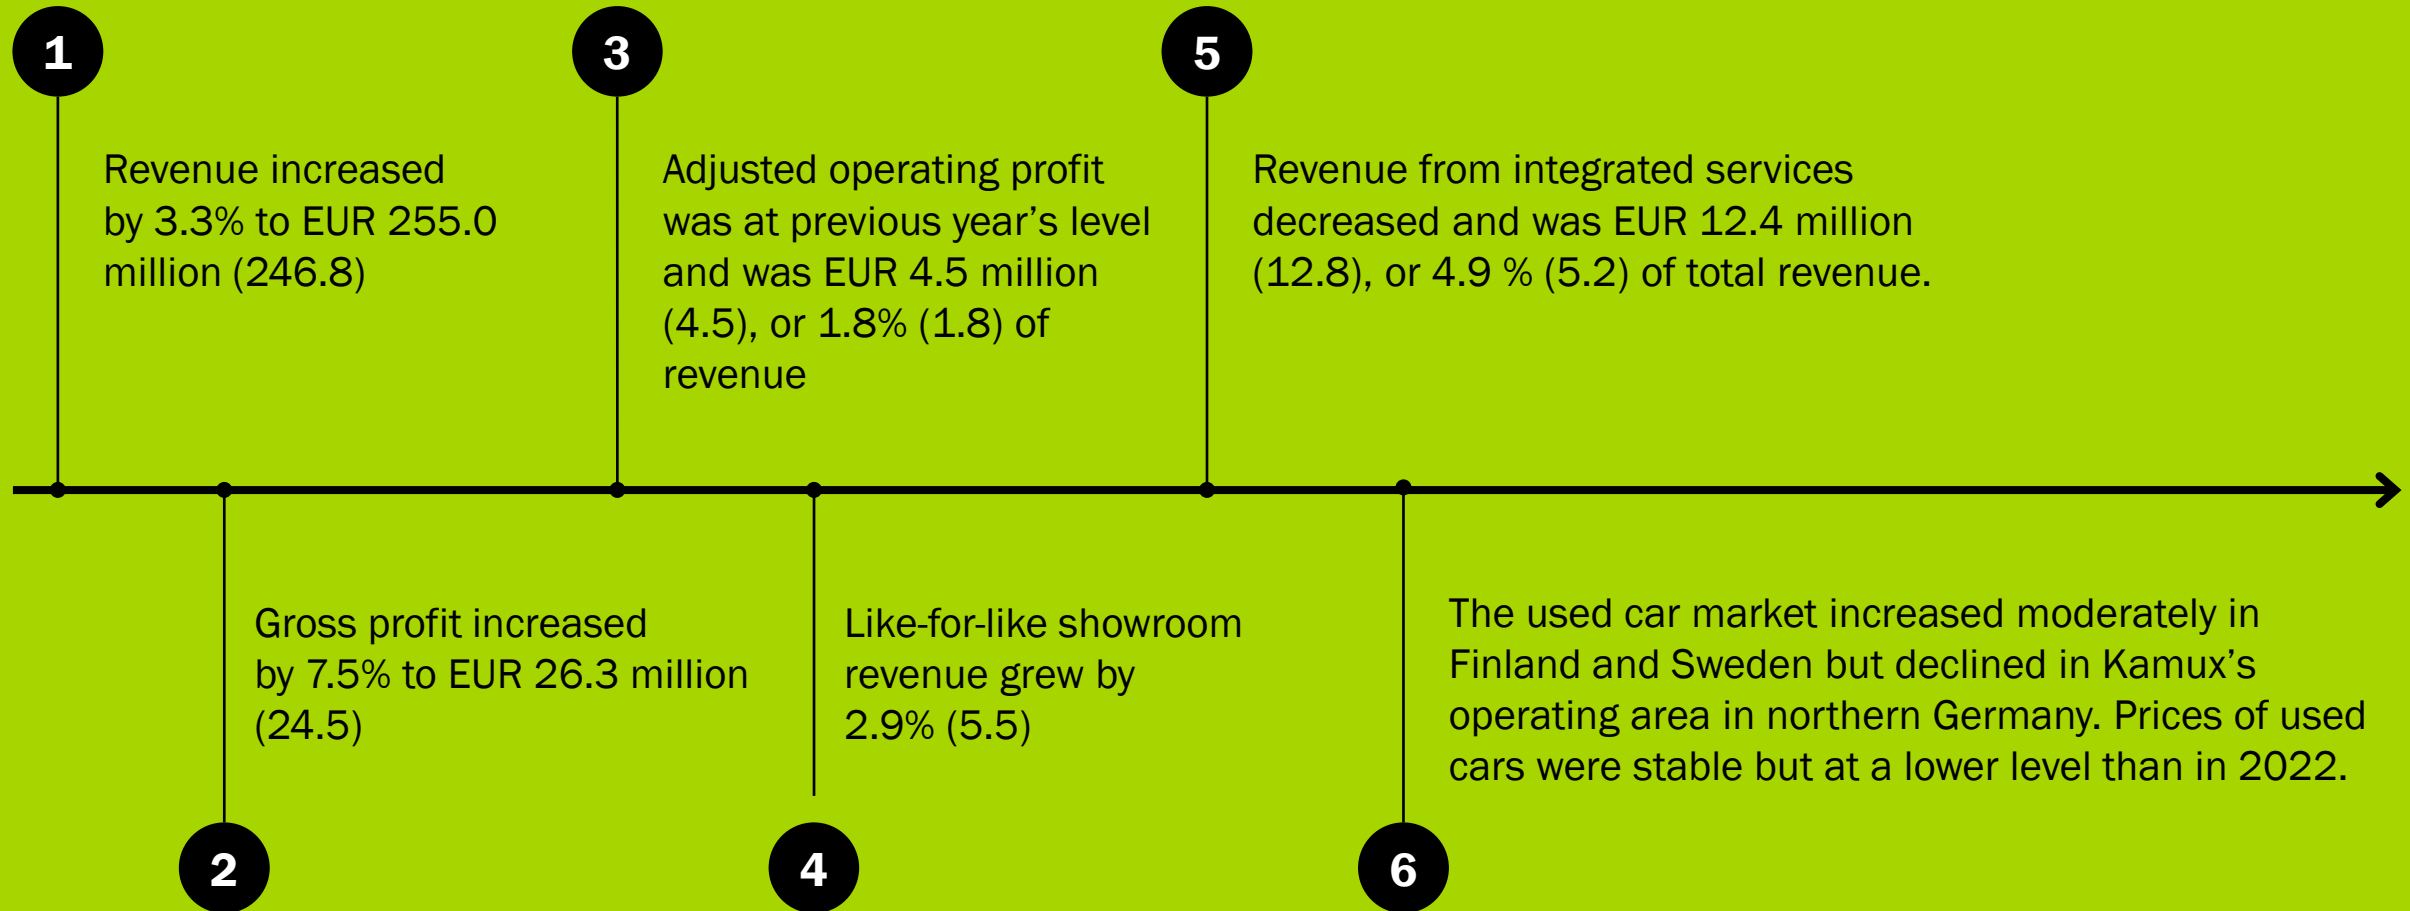 1
Revenue increased
by 3.3% to EUR 255.0
million (246.8)
2
Gross profit increased
by 7.5% to EUR 26.3 million
(24.5)
3
Adjusted operating profit
was at previous year’s level
and was EUR 4.5 million
(4.5), or 1.8% (1.8) of
revenue
4
Like-for-like showroom
revenue grew by
2.9% (5.5)
5
Revenue from integrated services
decreased and was EUR 12.4 million
(12.8), or 4.9 % (5.2) of total revenue.
6
The used car market increased moderately in
Finland and Sweden but declined in Kamux’s
operating area in northern Germany. Prices of used
cars were stable but at a lower level than in 2022.